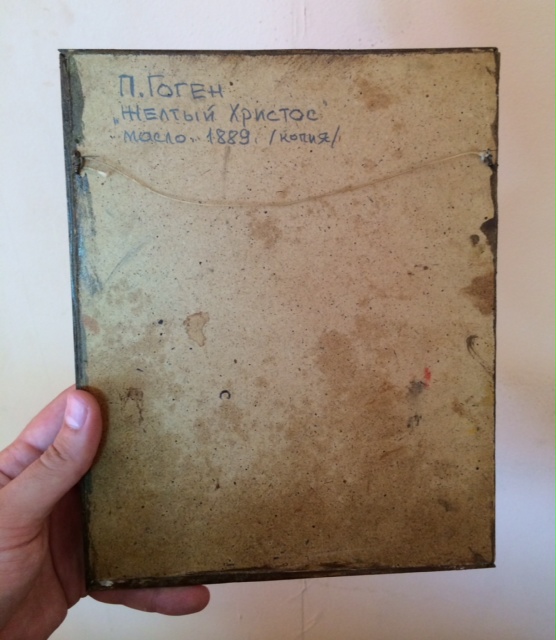 П. Гоген
„Желтый Христос"
масло. 1889. /копия/